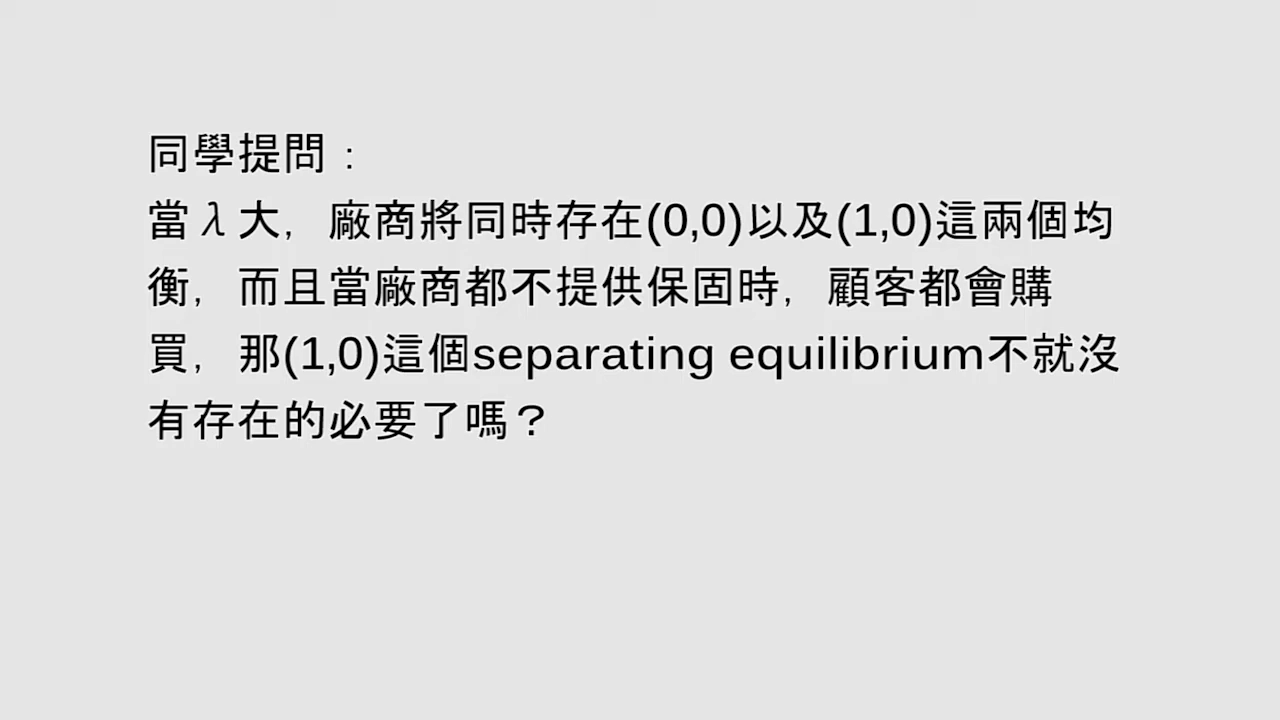 同學提問：
當λ大，廠商將同時存在(0,0)以及(1,0)這兩個均
衡，而且當廠商都不提供保固時，顧客都會購
買，那(1,0)這個separating equilibrium不就沒
有存在的必要了嗎？